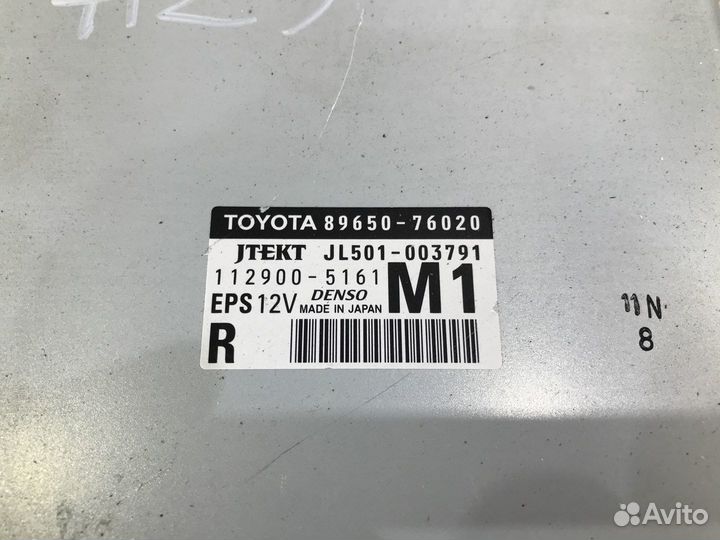 TOYOTA 89650-76020
JTEKT JL501-003791
112900-5161 M1
EPS 12V DENSO MADE IN JAPAN
R
11N
8
Avito